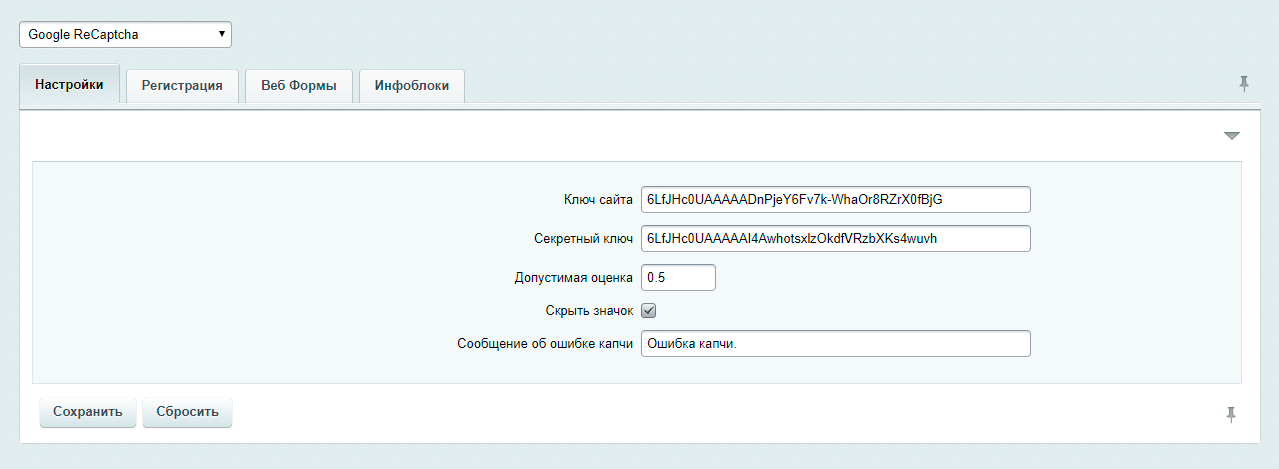 Google ReCaptcha
Настройки
Регистрация
Веб Формы
Инфоблоки
Ключ сайта 6LfJHc0UAAAAADnPjeY6Fv7k-WhaOr8RZrX0fBjG
Секретный ключ 6LfJHc0UAAAAAI4AwhotsxlzOkdfVRzbXKs4wuvh
Допустимая оценка 0.5
Скрыть значок
Сообщение об ошибке капчи Ошибка капчи.
Сохранить Сбросить